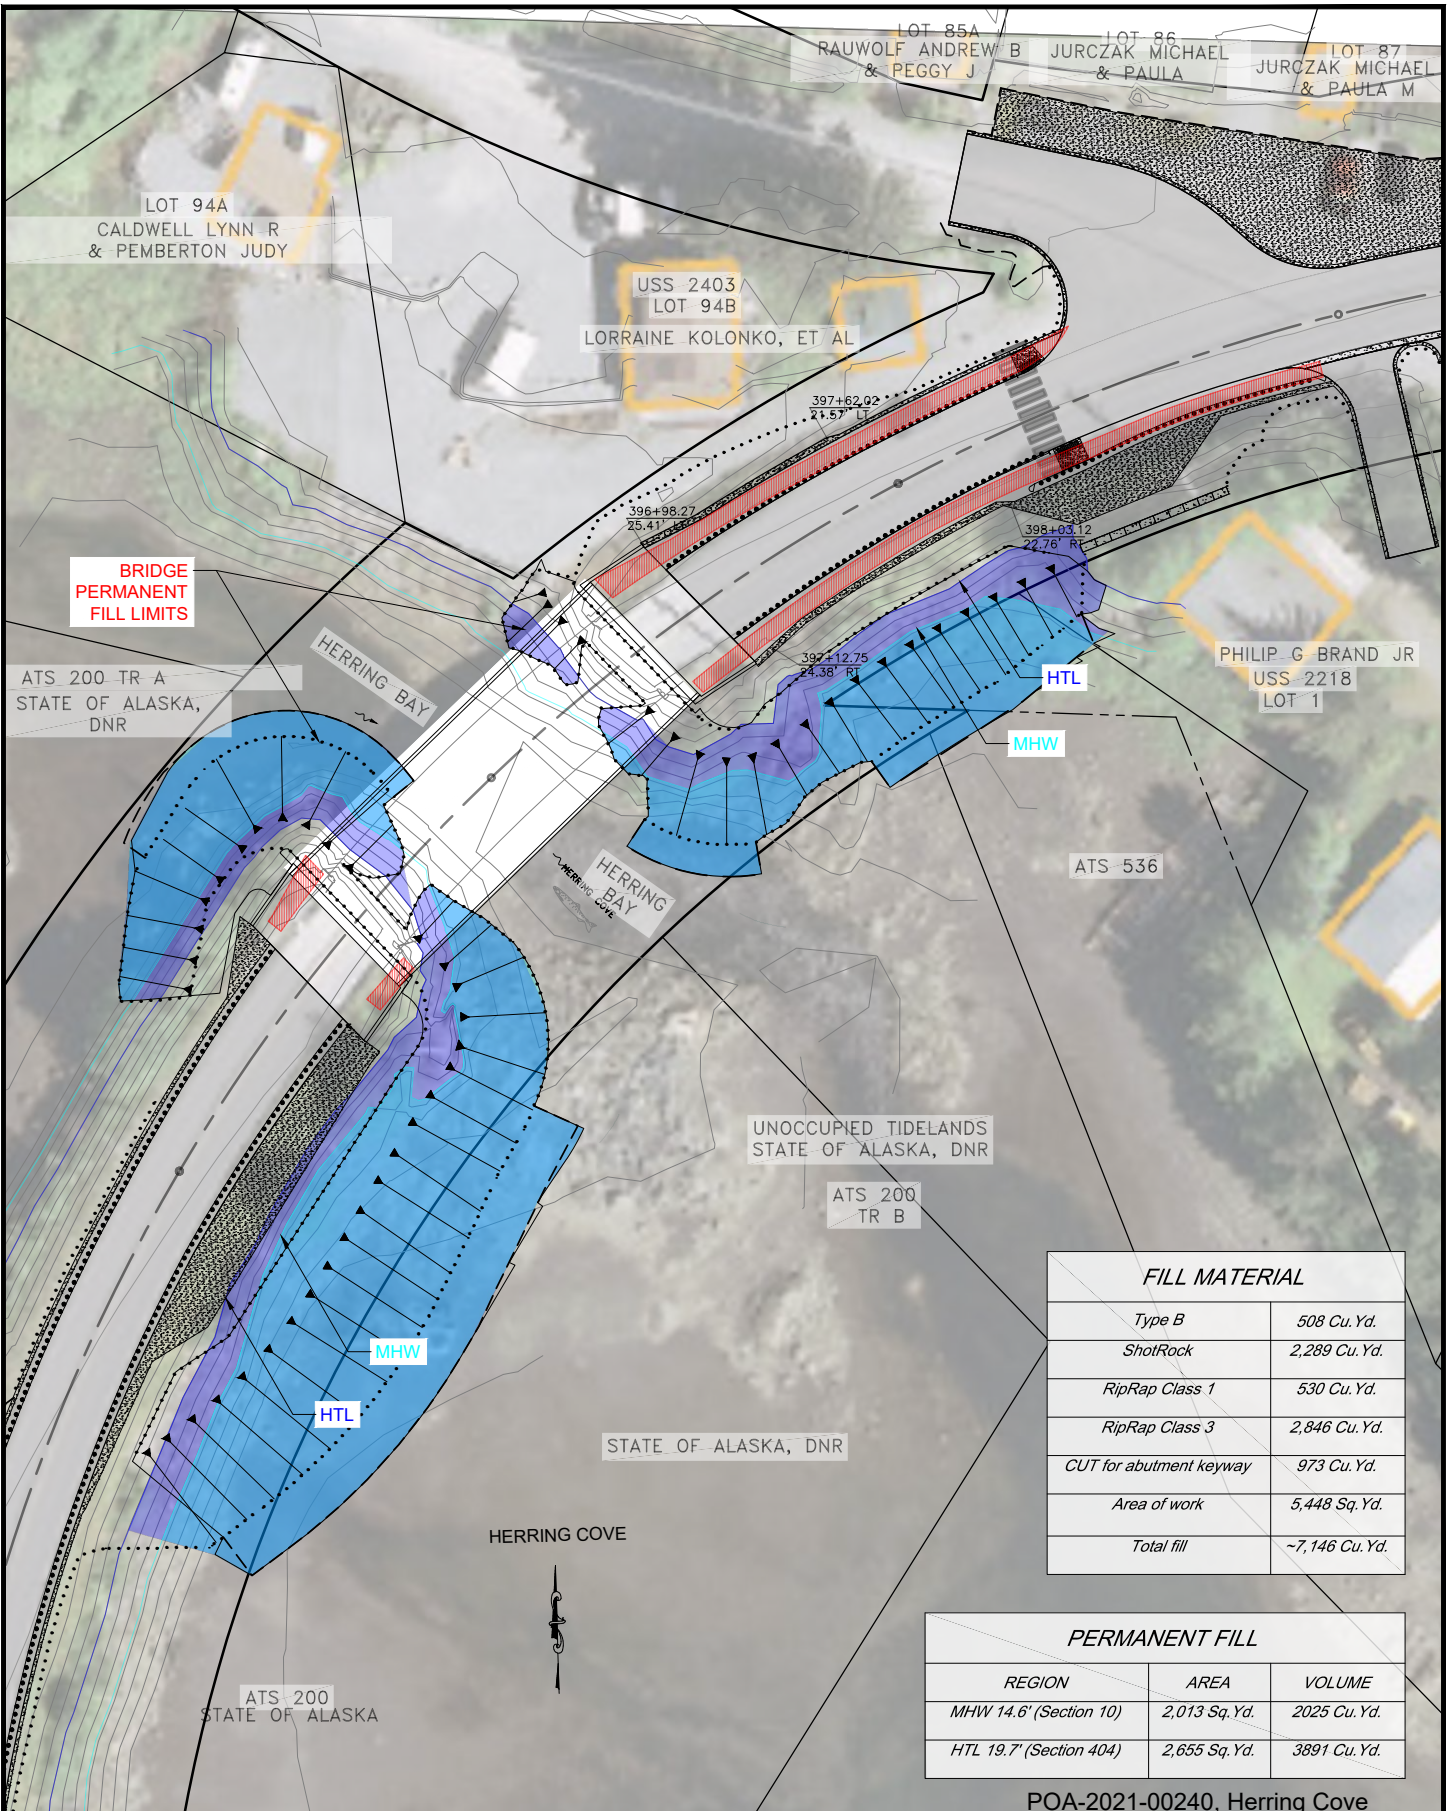 LOT 85A
RAUWOLF ANDREW B
& PEGGY J
LOT 86
JURCZAK MICHAEL
& PAULA
LOT 87
JURCZAK MICHAEL
& PAULA M
LOT 94A
CALDWELL LYNN R
& PEMBERTON JUDY
USS 2403
LOT 94B
LORRAINE KOLONKO, ET AL
397+62.02
21.57' LT
396+98.27
25.41' LT
398+03.12
22.76' RT
397+12.75
24.38' RT
BRIDGE
PERMANENT
FILL LIMITS
HERRING BAY
ATS 200 TR A
STATE OF ALASKA,
DNR
PHILIP G BRAND JR
USS 2218
LOT 1
HTL
MHW
ATS 536
HERRING
BAY
HERRING COVE
UNOCCUPIED TIDELANDS
STATE OF ALASKA, DNR
ATS 200
TR B
MHW
HTL
STATE OF ALASKA, DNR
HERRING COVE
ATS 200
STATE OF ALASKA
FILL MATERIAL
Type B 508 Cu.Yd.
ShotRock 2,289 Cu.Yd.
RipRap Class 1 530 Cu.Yd.
RipRap Class 3 2,846 Cu.Yd.
CUT for abutment keyway 973 Cu.Yd.
Area of work 5,448 Sq.Yd.
Total fill ~7,146 Cu.Yd.
PERMANENT FILL
REGION AREA VOLUME
MHW 14.6' (Section 10) 2,013 Sq.Yd. 2025 Cu.Yd.
HTL 19.7' (Section 404) 2,655 Sq.Yd. 3891 Cu.Yd.
POA-2021-00240, Herring Cove